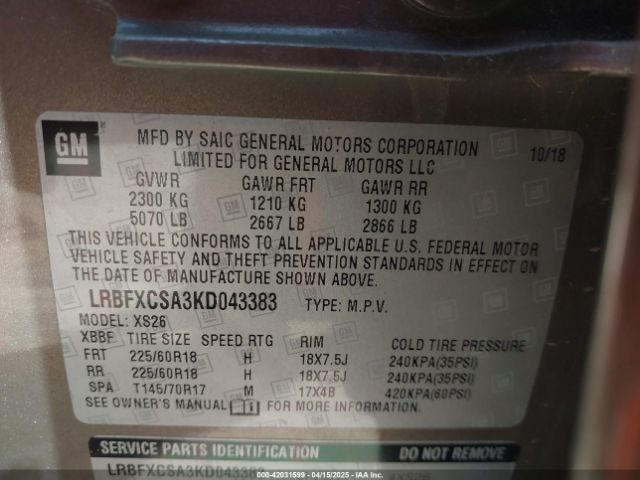 GM
MFD BY SAIC GENERAL MOTORS CORPORATION
LIMITED FOR GENERAL MOTORS LLC
10/18
GVWR GAWR FRT GAWR RR
2300 KG 1210 KG 1300 KG
5070 LB 2667 LB 2866 LB
THIS VEHICLE CONFORMS TO ALL APPLICABLE U.S. FEDERAL MOTOR
VEHICLE SAFETY AND THEFT PREVENTION STANDARDS IN EFFECT ON
THE DATE OF MANUFACTURE SHOWN ABOVE.
LRBFXCSA3KD043383 TYPE: M.P.V.
MODEL: XS26
XBBF TIRE SIZE SPEED RTG RIM COLD TIRE PRESSURE
FRT 225/60R18 H 18X7.5J 240KPA(35PSI)
RR 225/60R18 H 18X7.5J 240KPA(35PSI)
SPA T145/70R17 M 17X4B 420KPA(60PSI)
SEE OWNER'S MANUAL FOR MORE INFORMATION.
SERVICE PARTS IDENTIFICATION DO NOT REMOVE
LRBFXCSA3KD043383 4XS26
000-42031599 - 04/15/2025 - IAA Inc.